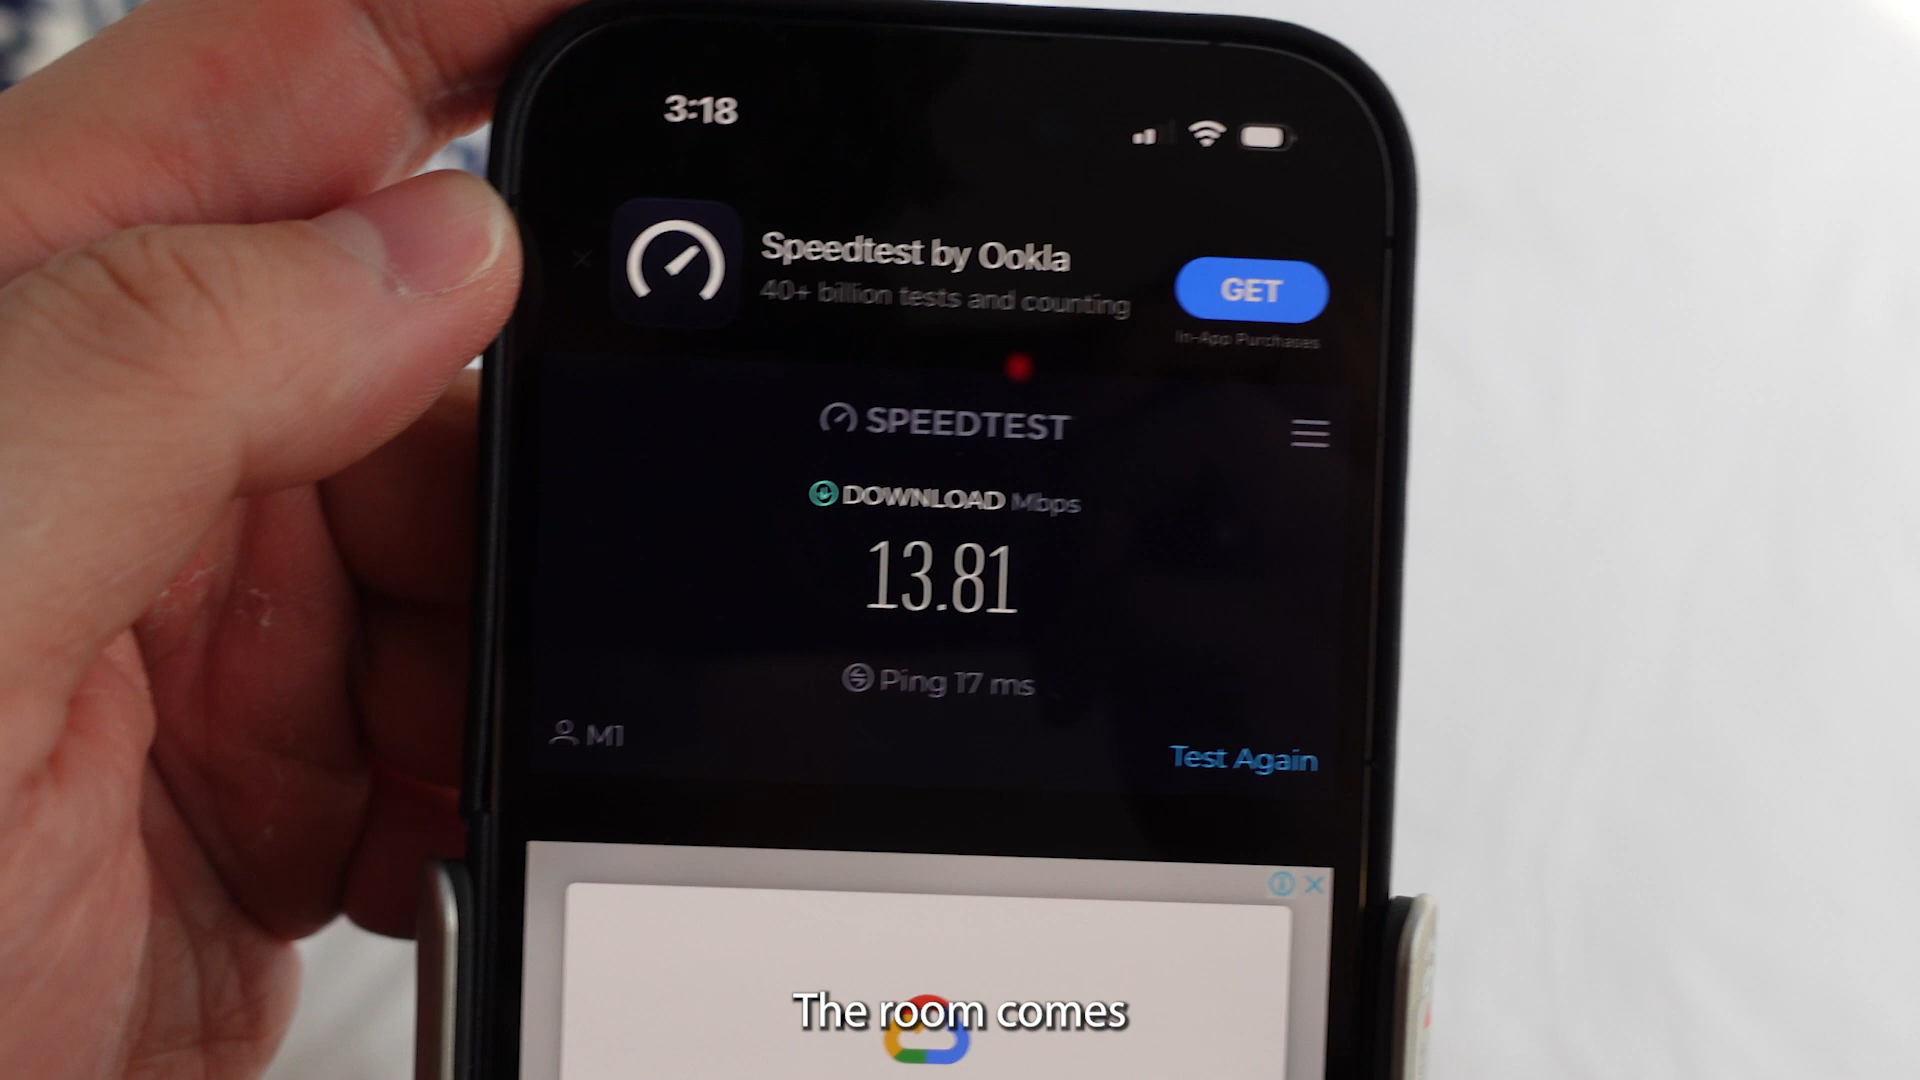 3:18
Speedtest by Ookla
40+ billion tests and counting
GET
In-App Purchases
SPEEDTEST
DOWNLOAD Mbps
13.81
Ping 17 ms
M1
Test Again
The room comes